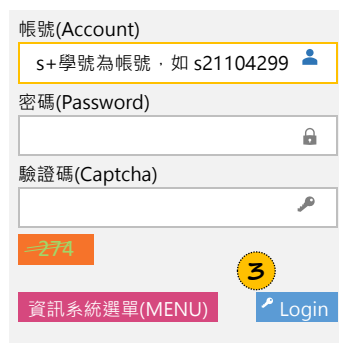 帳號(Account)
s+學號為帳號，如 s21104299
密碼(Password)
驗證碼(Captcha)
274
3
資訊系統選單(MENU)
Login